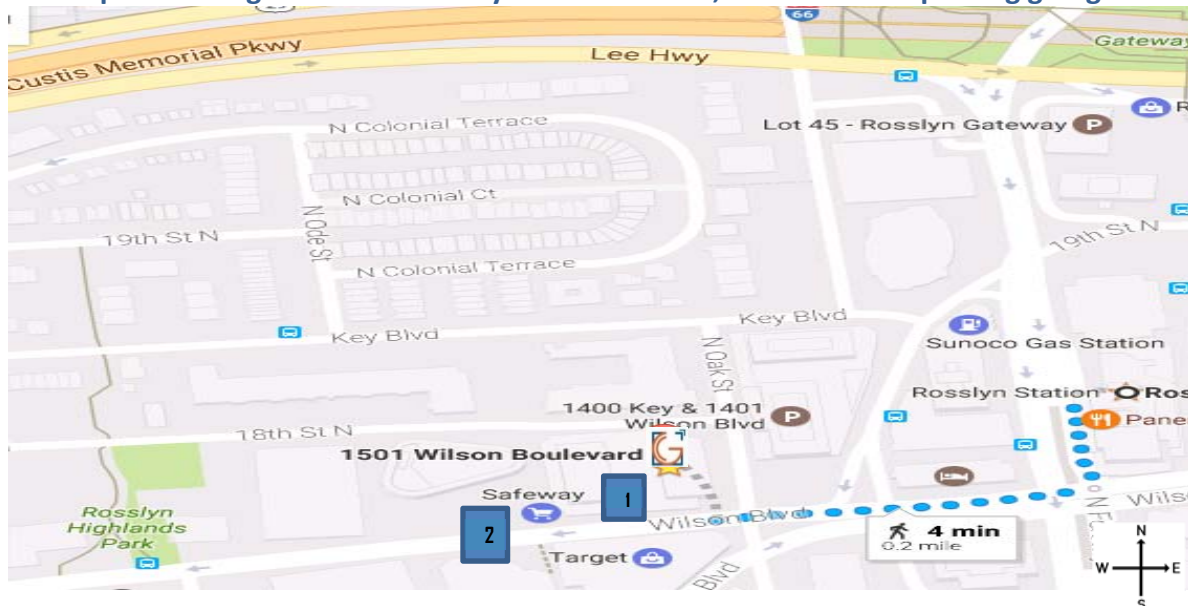 66
Custis Memorial Pkwy
Lee Hwy
Gateway
N Colonial Terrace
Lot 45 - Rosslyn Gateway P
R
N Colonial Ct
N Ode St
19th St N
19th St N
N Colonial Terrace
Key Blvd
Key Blvd
Sunoco Gas Station
N Oak St
Rosslyn Station
Ros
1400 Key & 1401
Wilson Blvd
P
Pane
18th St N
1501 Wilson Boulevard
G
Safeway
1
Rosslyn
Highlands
Park
2
Wilson Blvd
Wils
4 min
0.2 mile
Target
Blvd
N
W
E
S